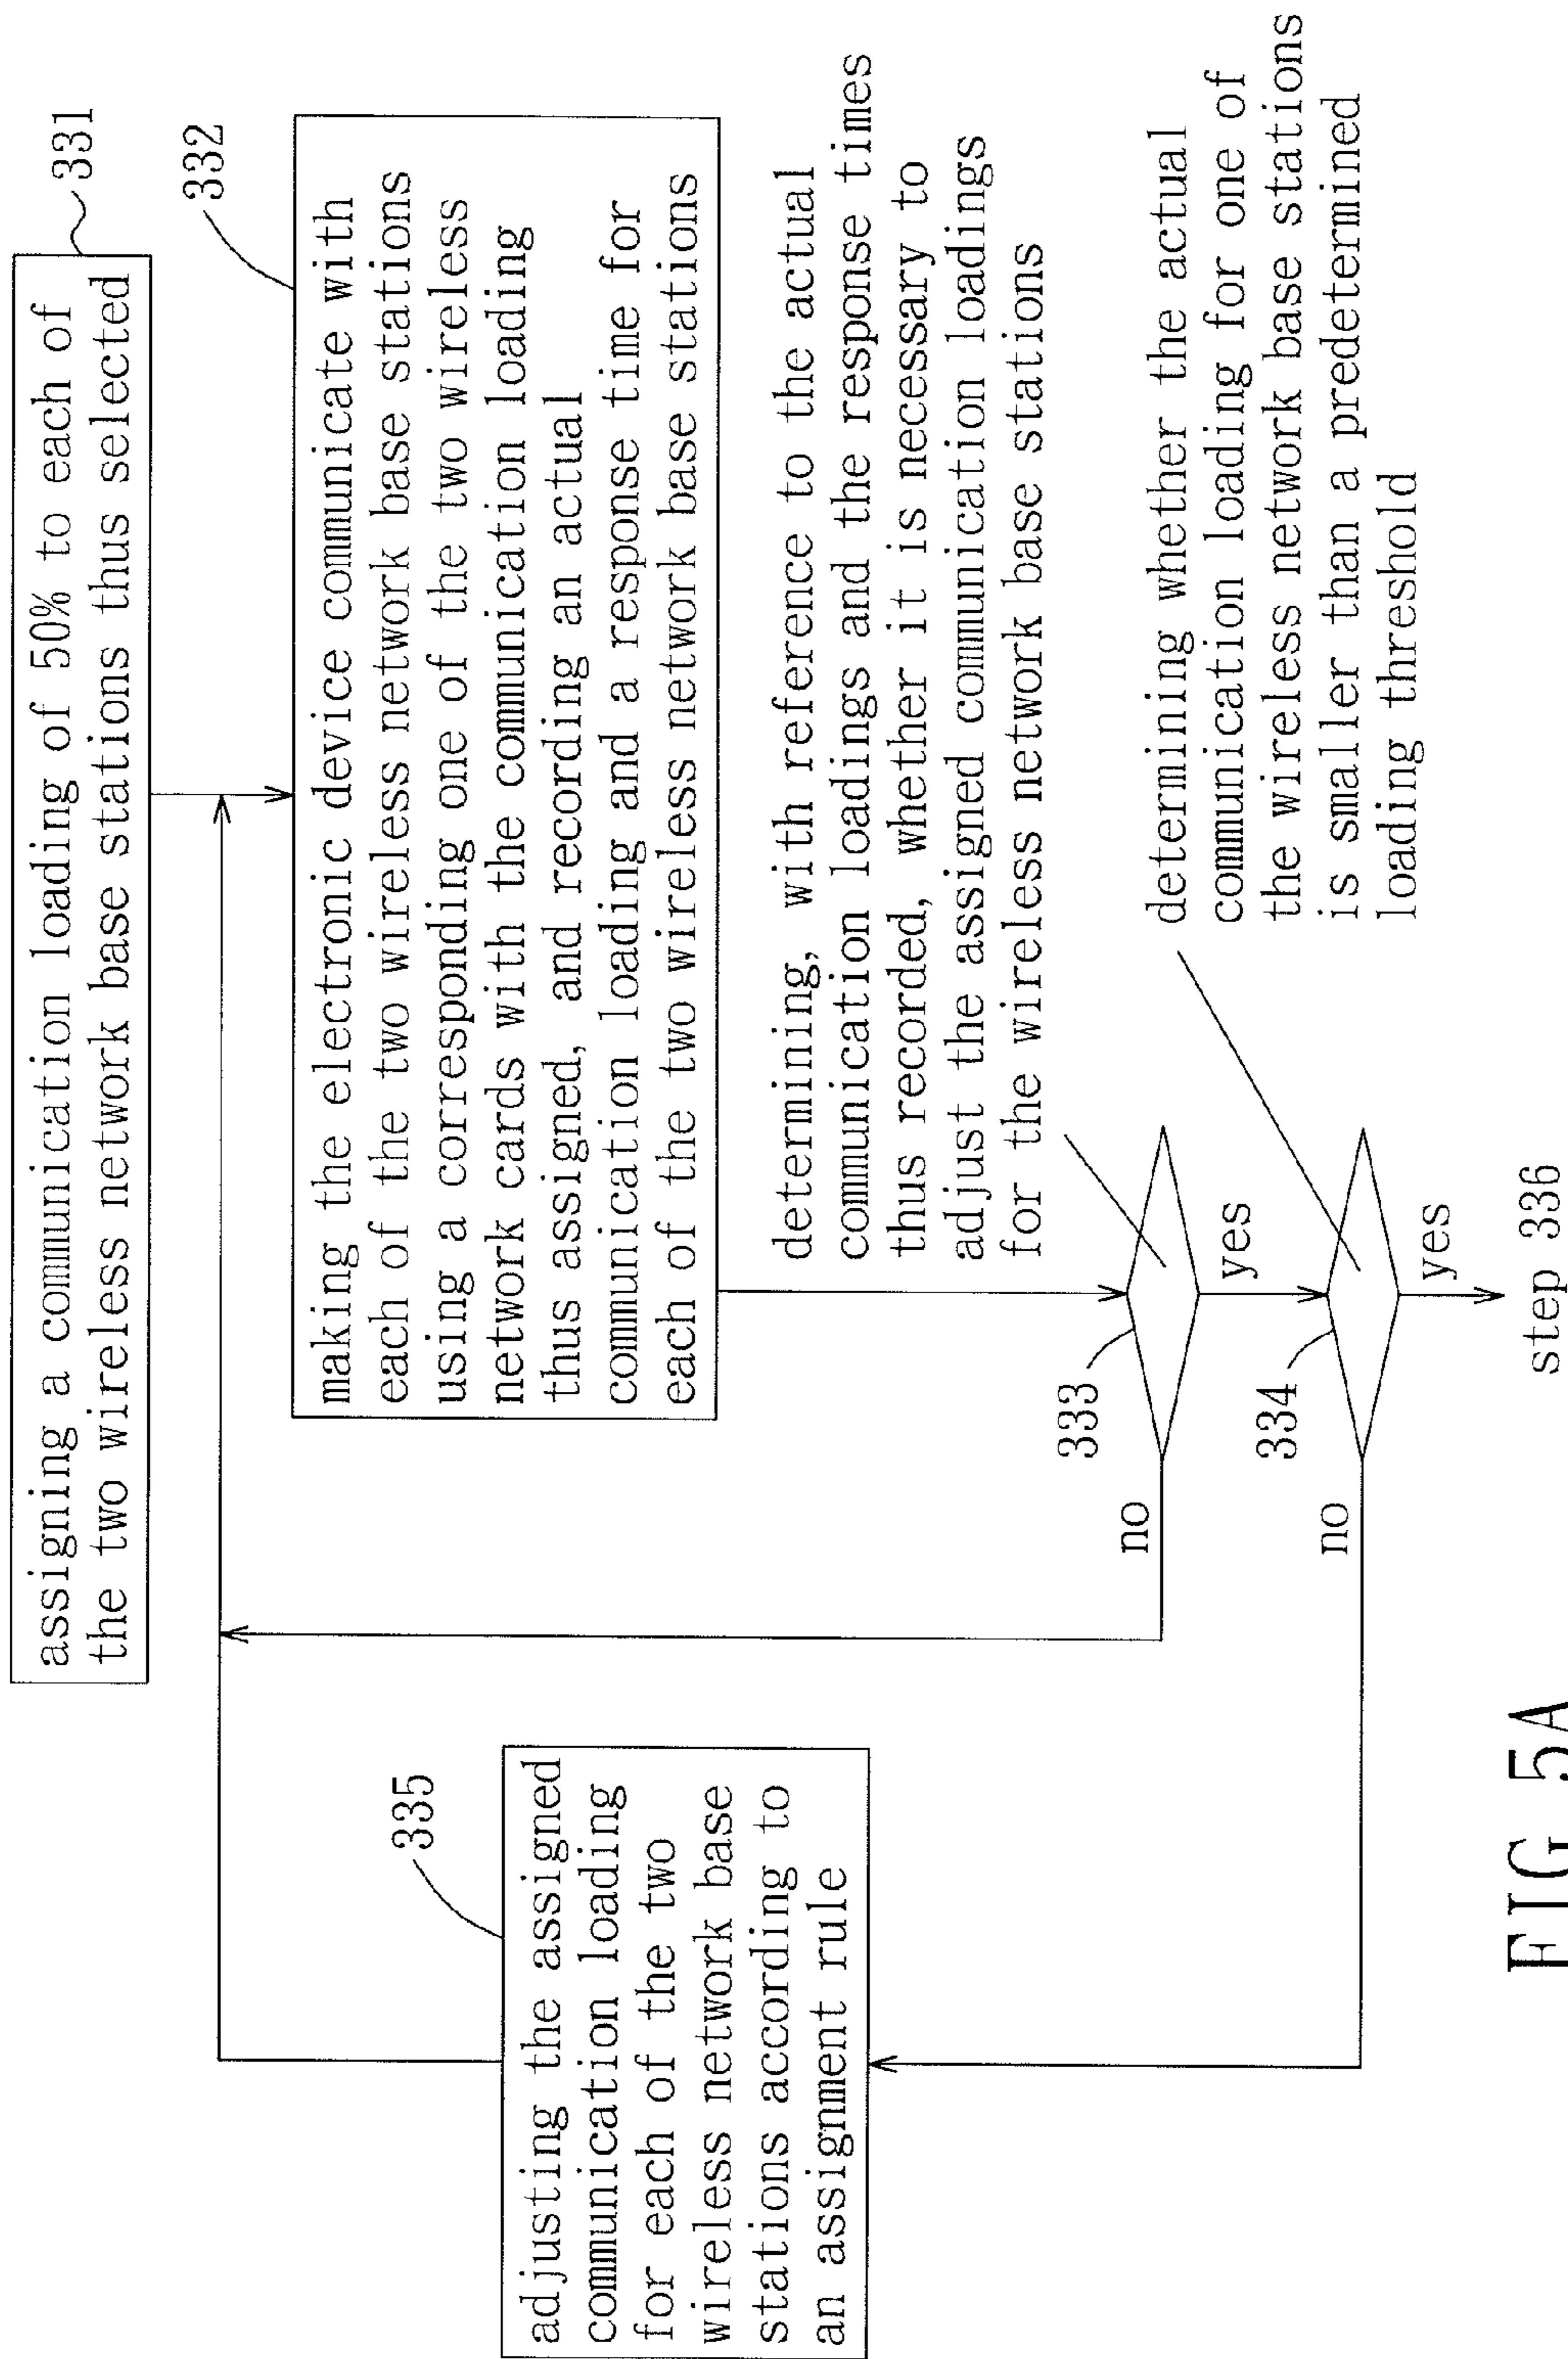 assigning a communication loading of 50% to each of
the two wireless network base stations thus selected
331
332
making the electronic device communicate with
each of the two wireless network base stations
using a corresponding one of the two wireless
network cards with the communication loading
thus assigned, and recording an actual
communication loading and a response time for
each of the two wireless network base stations
335
adjusting the assigned
communication loading
for each of the two
wireless network base
stations according to
an assignment rule
determining, with reference to the actual
communication loadings and the response times
thus recorded, whether it is necessary to
adjust the assigned communication loadings
for the wireless network base stations
333
no
yes
determining whether the actual
communication loading for one of
the wireless network base stations
is smaller than a predetermined
loading threshold
334
no
yes
step 336
FIG 5A